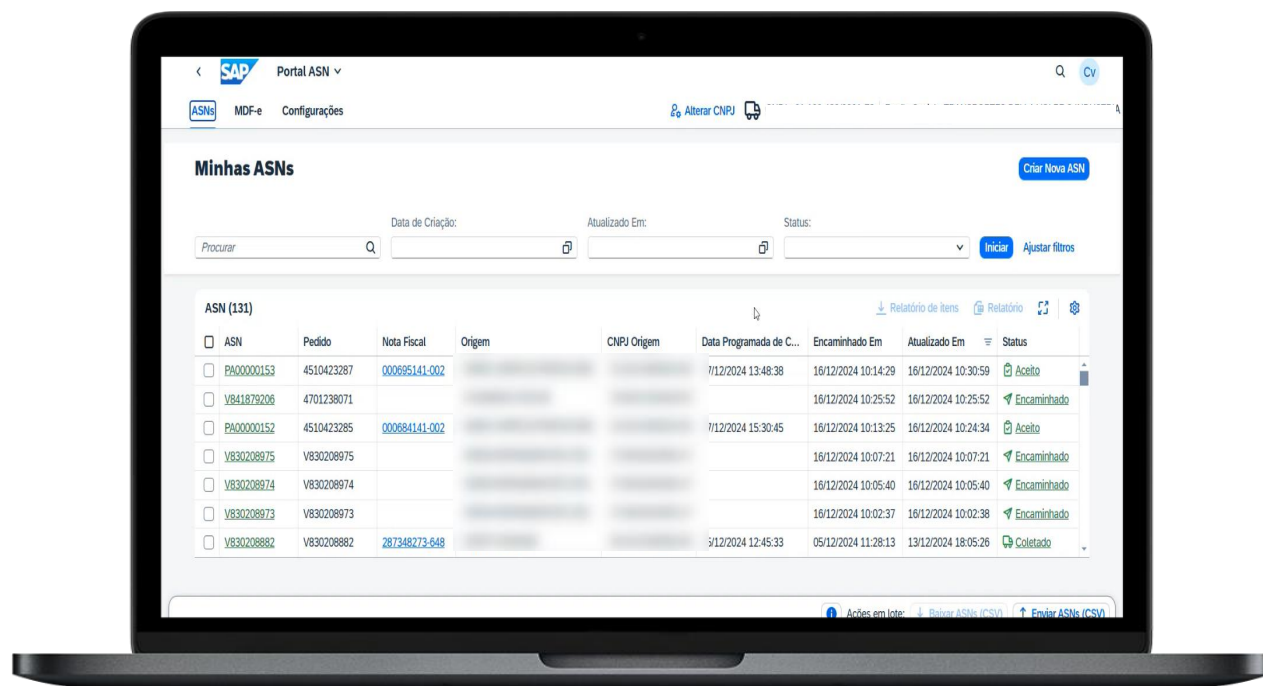 SAP Portal ASN Cv
ASNs MDF-e Configurações Alterar CNPJ
Minhas ASNs Criar Nova ASN
Data de Criação: Atualizado Em: Status:
Procurar Iniciar Ajustar filtros
ASN (131) Relatório de itens Relatório
ASN Pedido Nota Fiscal Origem CNPJ Origem Data Programada de C... Encaminhado Em Atualizado Em Status
PA00000153 4510423287 000695141-002 7/12/2024 13:48:38 16/12/2024 10:14:29 16/12/2024 10:30:59 Aceito
V841879206 4701238071 16/12/2024 10:25:52 16/12/2024 10:25:52 Encaminhado
PA00000152 4510423285 000684141-002 7/12/2024 15:30:45 16/12/2024 10:13:25 16/12/2024 10:24:34 Aceito
V830208975 V830208975 16/12/2024 10:07:21 16/12/2024 10:07:21 Encaminhado
V830208974 V830208974 16/12/2024 10:05:40 16/12/2024 10:05:40 Encaminhado
V830208973 V830208973 16/12/2024 10:02:37 16/12/2024 10:02:38 Encaminhado
V830208882 V830208882 287348273-648 5/12/2024 12:45:33 05/12/2024 11:28:13 13/12/2024 18:05:26 Coletado
Ações em lote: Baixar ASNs (CSV) Enviar ASNs (CSV)